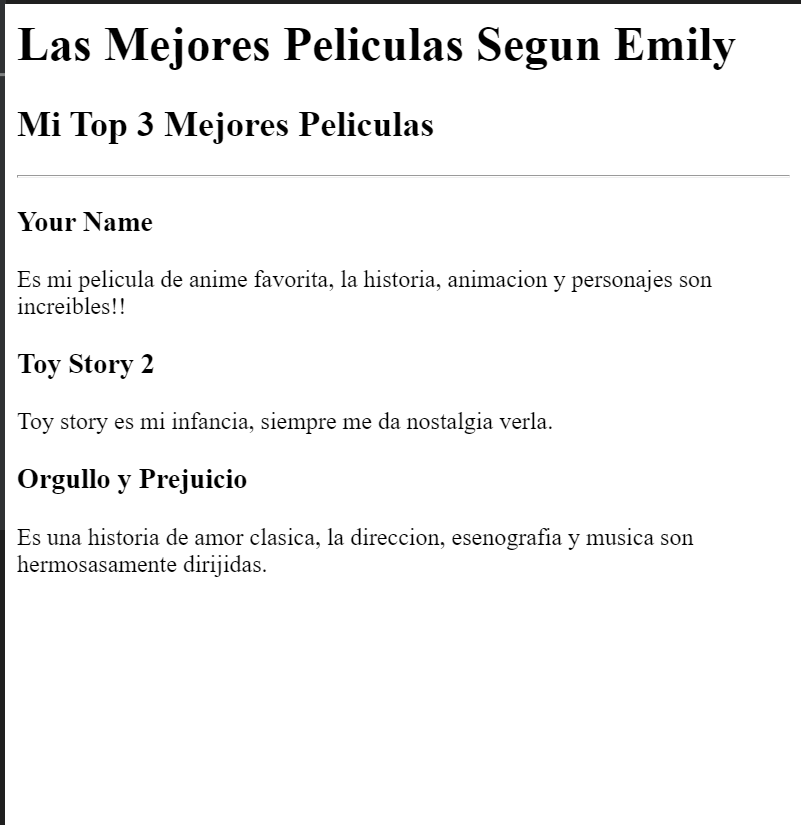 Las Mejores Peliculas Segun Emily
Mi Top 3 Mejores Peliculas
Your Name
Es mi pelicula de anime favorita, la historia, animacion y personajes son
increibles!!
Toy Story 2
Toy story es mi infancia, siempre me da nostalgia verla.
Orgullo y Prejuicio
Es una historia de amor clasica, la direccion, esenografia y musica son
hermosasamente dirijidas.